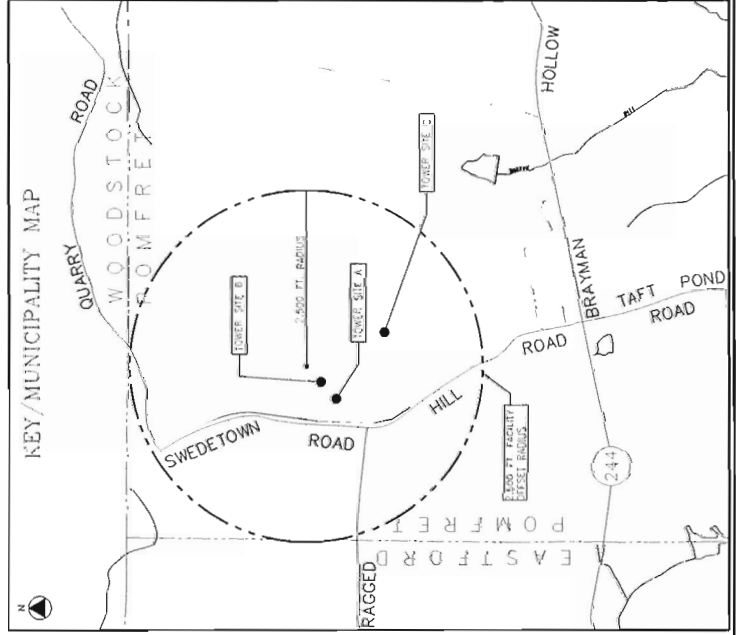 KEY/MUNICIPALITY MAP
N
QUARRY ROAD
WOODSTOCK
POMFRET
TOWER SITE B
2,500 FT. RADIUS
TOWER SITE A
TOWER SITE C
SWEDETOWN ROAD
HILL ROAD
2,500 FT. FACILITY
OFFSET RADIUS
RAGGED
EASTFORD
POMFRET
244
BRAYMAN
HOLLOW
TAFT POND
ROAD